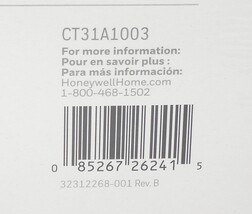 CT31A1003
For more information:
Pour en savoir plus :
Para más información:
HoneywellHome.com
1-800-468-1502
0 85267 26241 5
32312268-001 Rev. B